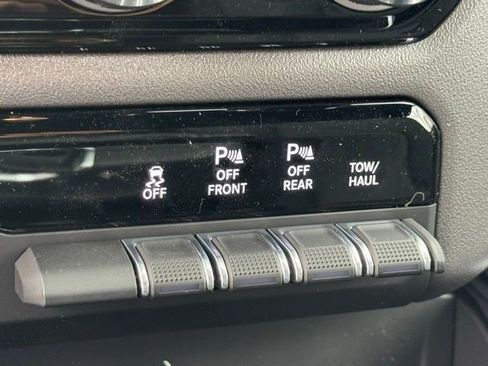 OFF
P OFF FRONT
P OFF REAR
TOW/ HAUL